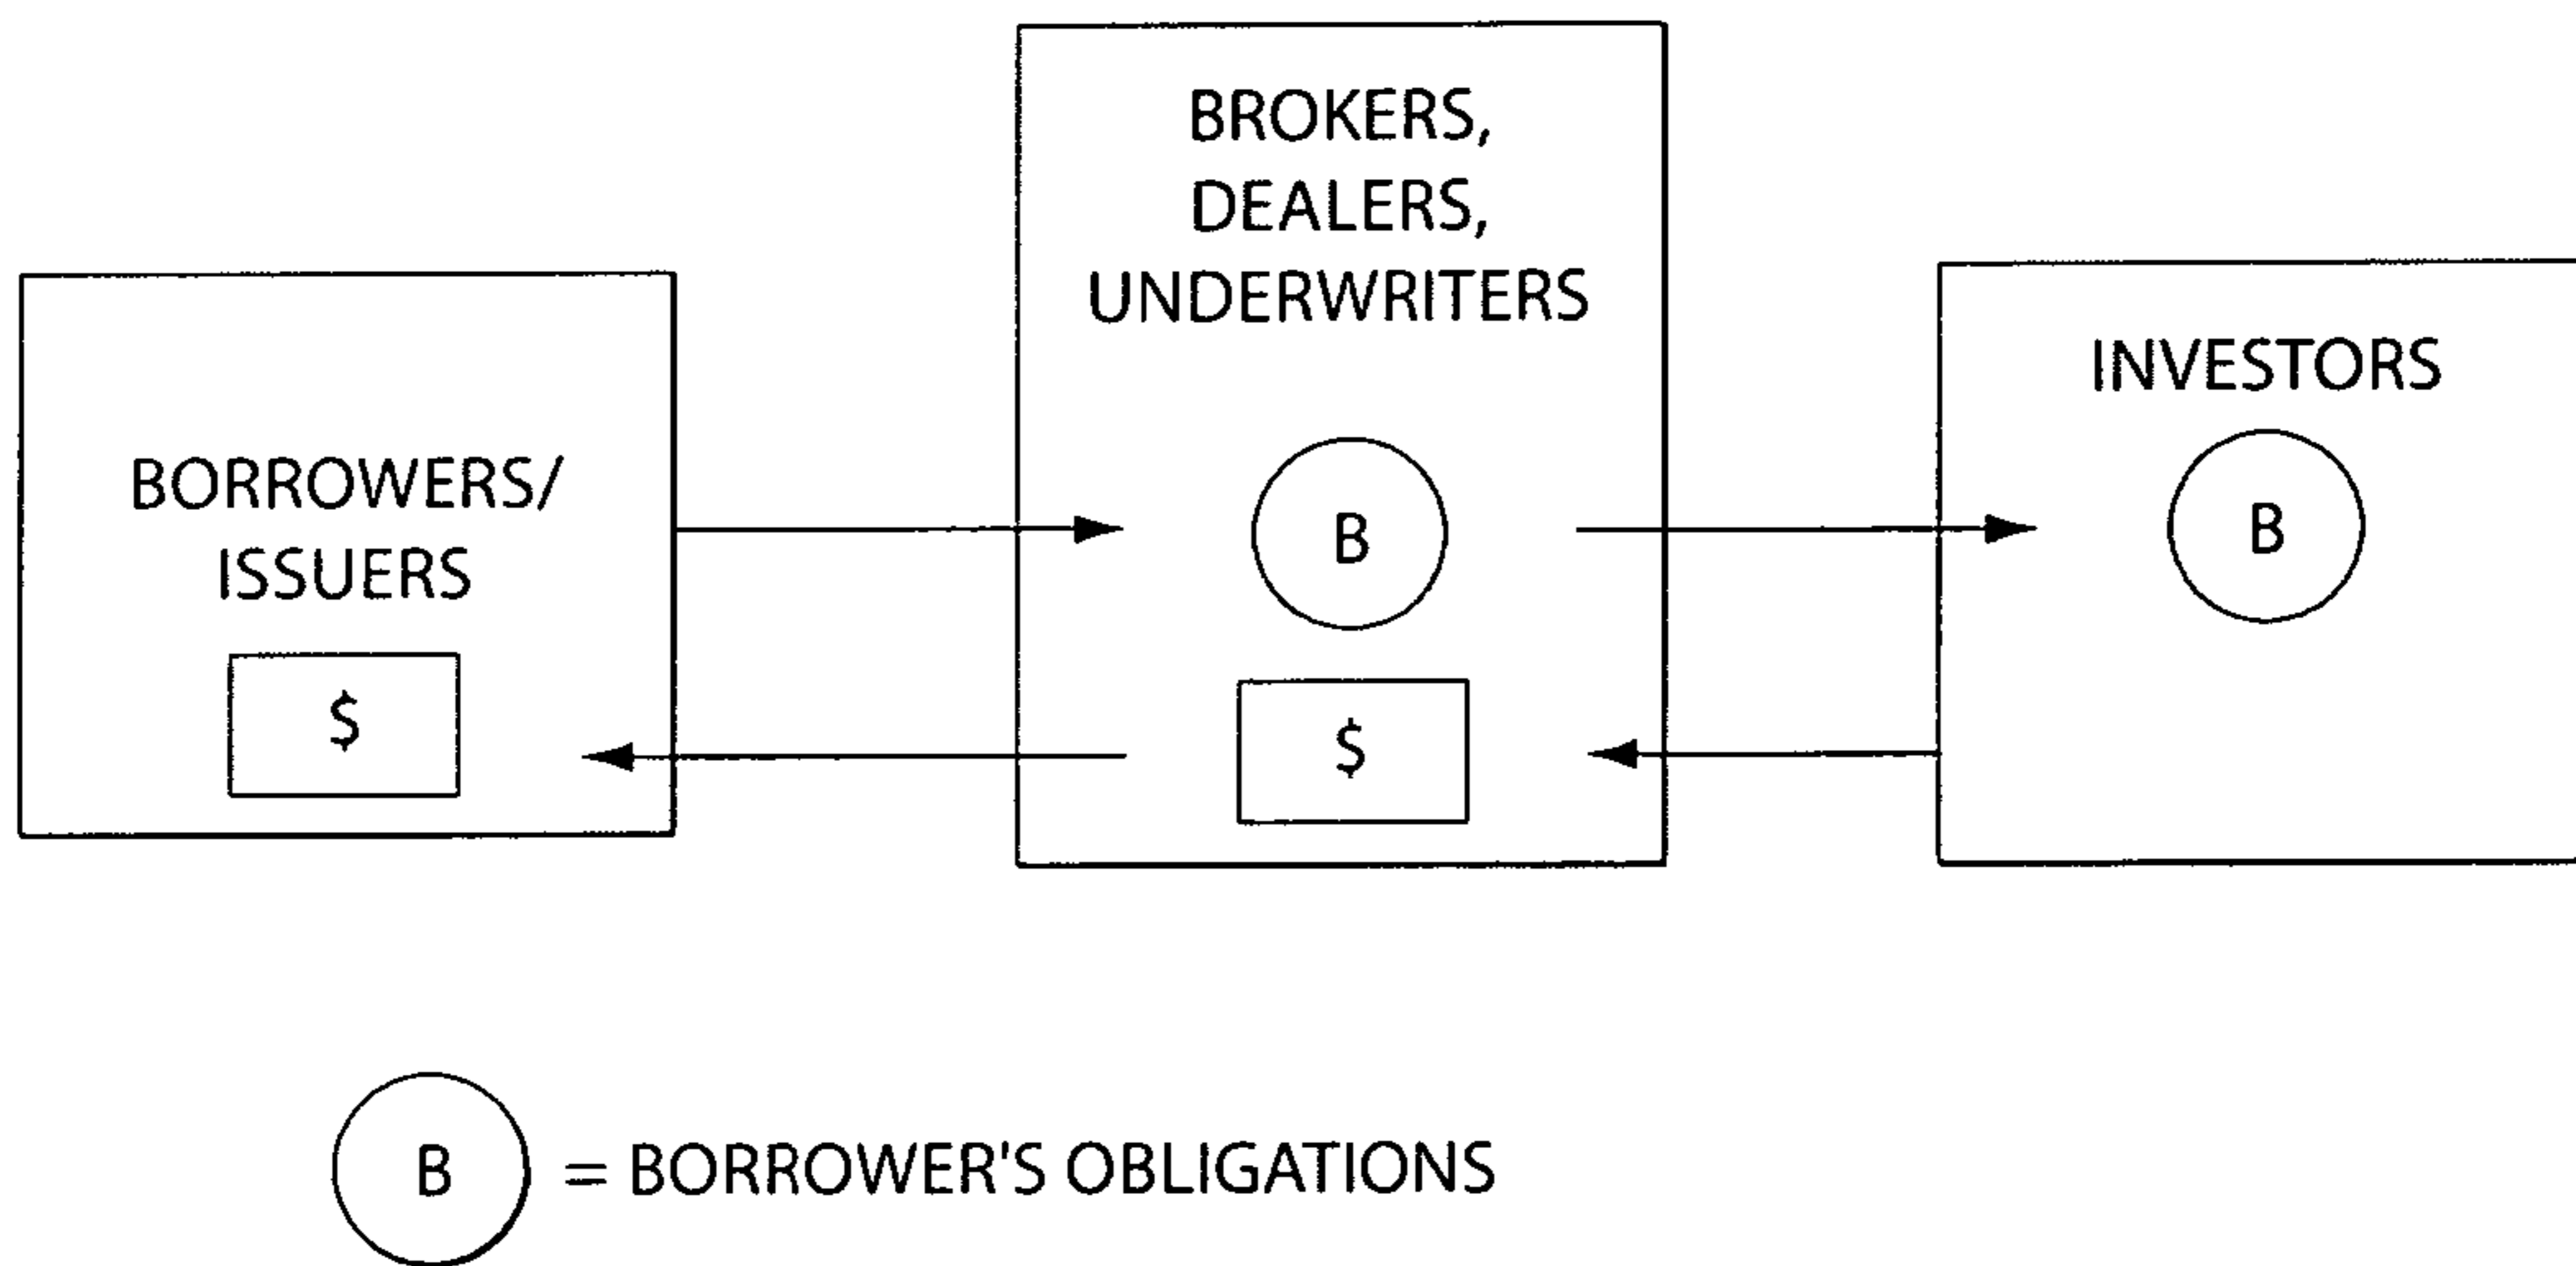 BROKERS,
DEALERS,
UNDERWRITERS
B
$
BORROWERS/
ISSUERS
$
INVESTORS
B
B = BORROWER'S OBLIGATIONS